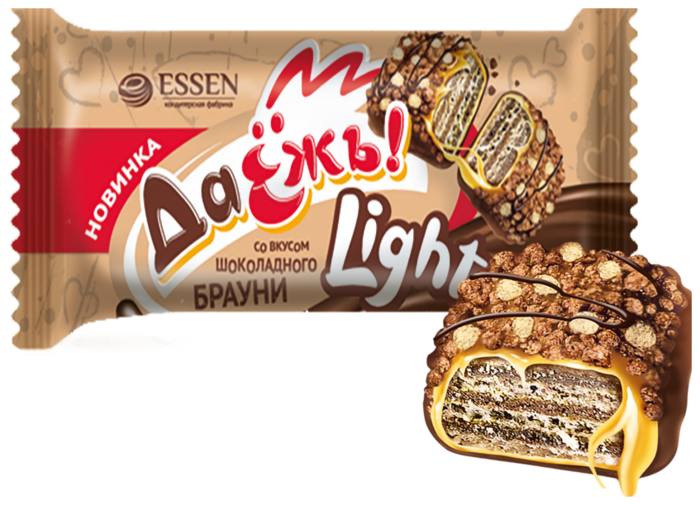 ESSEN
кондитерская фабрика
НОВИНКА
ДаЁжъ!
Light
СО ВКУСОМ
ШОКОЛАДНОГО
БРАУНИ